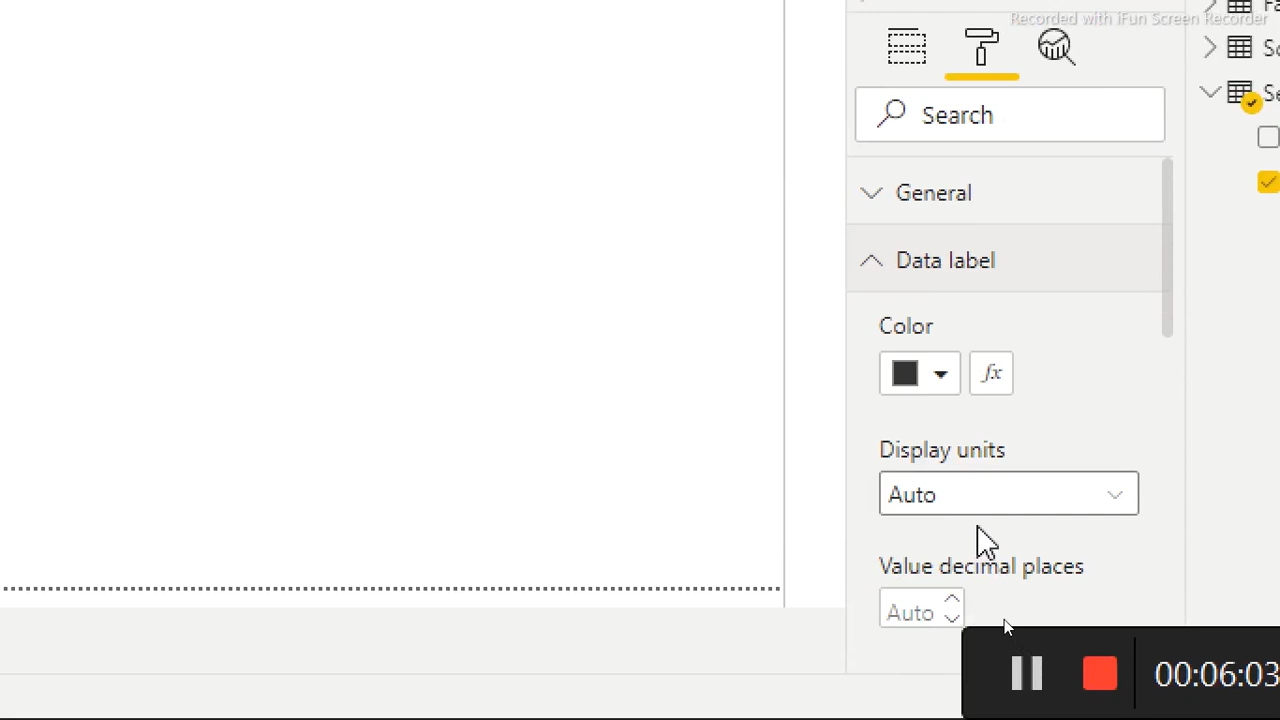 Recorded with iFun Screen Recorder
Search
General
Data label
Color
fx
Display units
Auto
Value decimal places
Auto
00:06:03